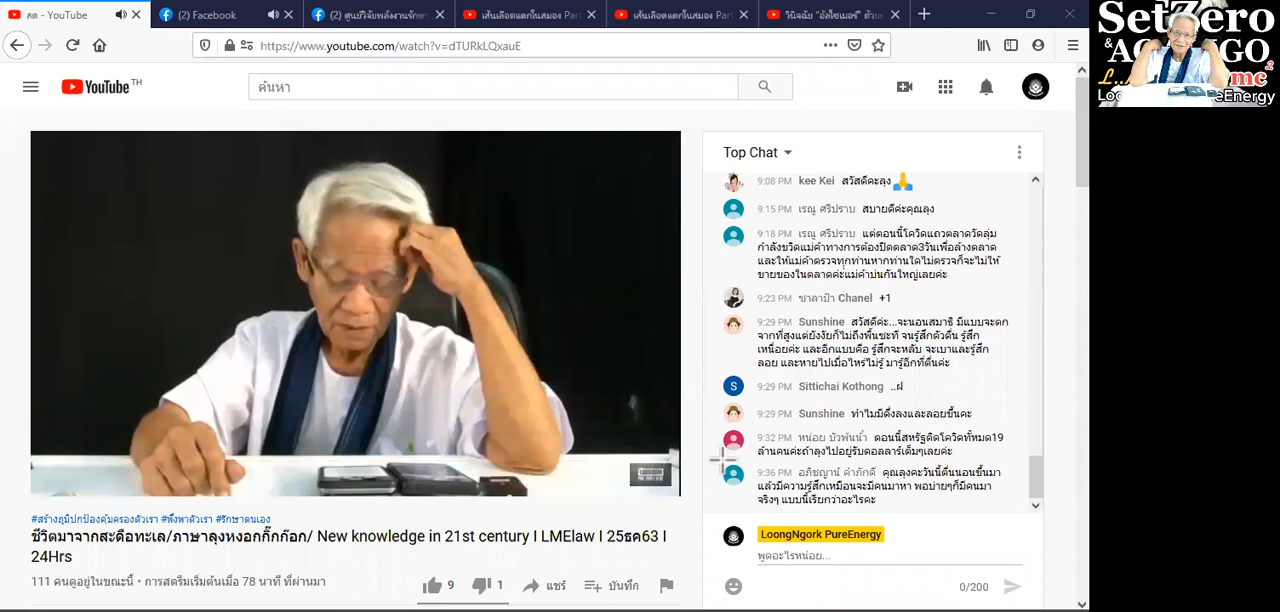 สด - YouTube
(2) Facebook
(2) ศูนย์วิจัยพลังงานรักษา
เส้นเลือดแตกในสมอง Part
เส้นเลือดแตกในสมอง Part
วินิจฉัย "อัลไซเมอร์" ด้วย
https://www.youtube.com/watch?v=dTURkLQxauE
YouTube TH
ค้นหา
SetZero
&
L..
mc²
eEnergy
Top Chat
9:08 PM kee Kei สวัสดีคะลุง
9:15 PM เรณู ศรีปราบ สบายดีค่ะคุณลุง
9:18 PM เรณู ศรีปราบ แต่ตอนนี้โควิดแถวตลาดวัดลุ่ม
กำลังขวิดแม่ค้าทางการต้องปิดตลาด3วันเพื่อล้างตลาด
และให้แม่ค้าตรวจทุกท่านหากท่านใดไม่ตรวจก็จะไม่ให้
ขายของในตลาดค่ะแม่ค้าบ่นกันใหญ่เลยค่ะ
9:23 PM ชาลาป้า Chanel +1
9:29 PM Sunshine สวัสดีค่ะ...จะนอนสมาธิ มีแบบจะตก
จากที่สูงแต่ยังงัยก็ไม่ถึงพื้นซะที จนรู้สึกตัวตื่น รู้สึก
เหนื่อยค่ะ และอีกแบบคือ รู้สึกจะหลับ จะเบาและรู้สึก
ลอย และหายไปเมื่อไหร่ไม่รู้ มารู้อีกที่ตื่นค่ะ
9:29 PM Sittichai Kothong ..ฝ
9:29 PM Sunshine ทำไมมีดึ่งลงและลอยขึ้นคะ
9:32 PM หน่อย บัวพันน้ำ ตอนนี้สหรัฐติดโควิดทั้งหมด19
ล้านคนค่ะถ้าลุงไปอยู่รับดอลลาร์เต็มๆเลยค่ะ
9:36 PM อภิชญาน์ คำภักดี คุณลุงคะวันนี้ตื่นนอนขึ้นมา
แล้วมีความรู้สึกเหมือนจะมีคนมาหา พอบ่ายๆก็มีคนมา
จริงๆ แบบนี้เรียกว่าอะไรคะ
LoongNgork PureEnergy
พูดอะไรหน่อย...
0/200
#สร้างภูมิปกป้องคุ้มครองตัวเรา #พึ่งพาตัวเรา #รักษาตนเอง
ชีวิตมาจากสะดือทะเล/ภาษาลุงหงอกกิ๊กก๊อก/ New knowledge in 21st century I LMElaw I 25ธค63 I
24Hrs
111 คนดูอยู่ในขณะนี้ • การสตรีมเริ่มต้นเมื่อ 78 นาที ที่ผ่านมา
9
1
แชร์
บันทึก